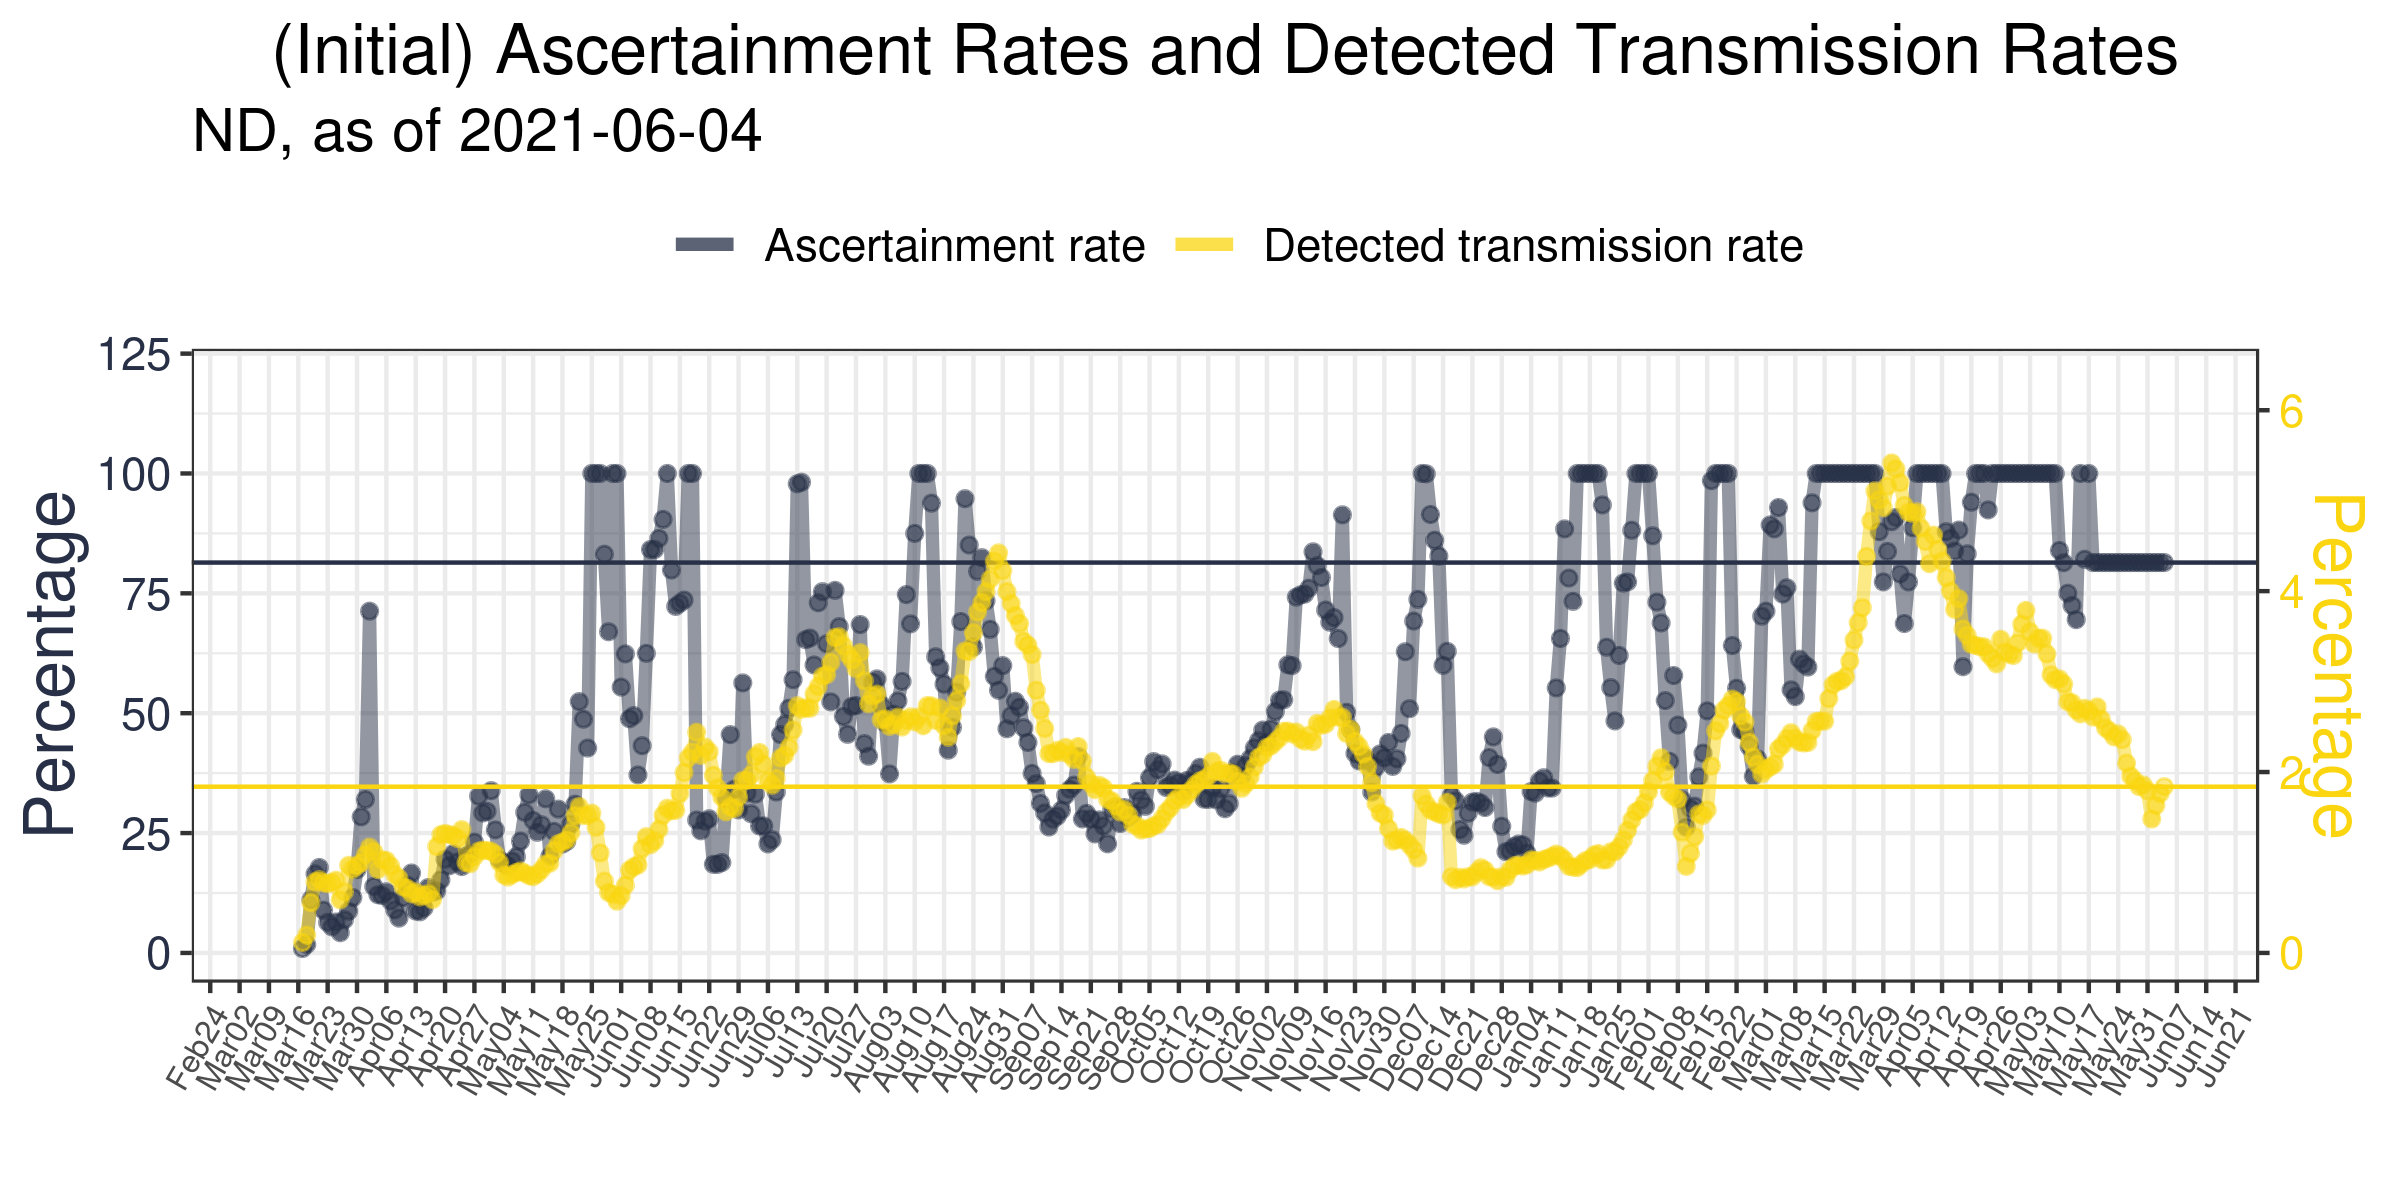 (Initial) Ascertainment Rates and Detected Transmission Rates
ND, as of 2021-06-04
Ascertainment rate
Detected transmission rate
Percentage
125
100
75
50
25
0
6
4
2
0
Percentage
Feb24
Mar02
Mar09
Mar16
Mar23
Mar30
Apr06
Apr13
Apr20
Apr27
May04
May11
May18
May25
Jun01
Jun08
Jun15
Jun22
Jun29
Jul06
Jul13
Jul20
Jul27
Aug03
Aug10
Aug17
Aug24
Aug31
Sep07
Sep14
Sep21
Sep28
Oct05
Oct12
Oct19
Oct26
Nov02
Nov09
Nov16
Nov23
Nov30
Dec07
Dec14
Dec21
Dec28
Jan04
Jan11
Jan18
Jan25
Feb01
Feb08
Feb15
Feb22
Mar01
Mar08
Mar15
Mar22
Mar29
Apr05
Apr12
Apr19
Apr26
May03
May10
May17
May24
May31
Jun07
Jun14
Jun21